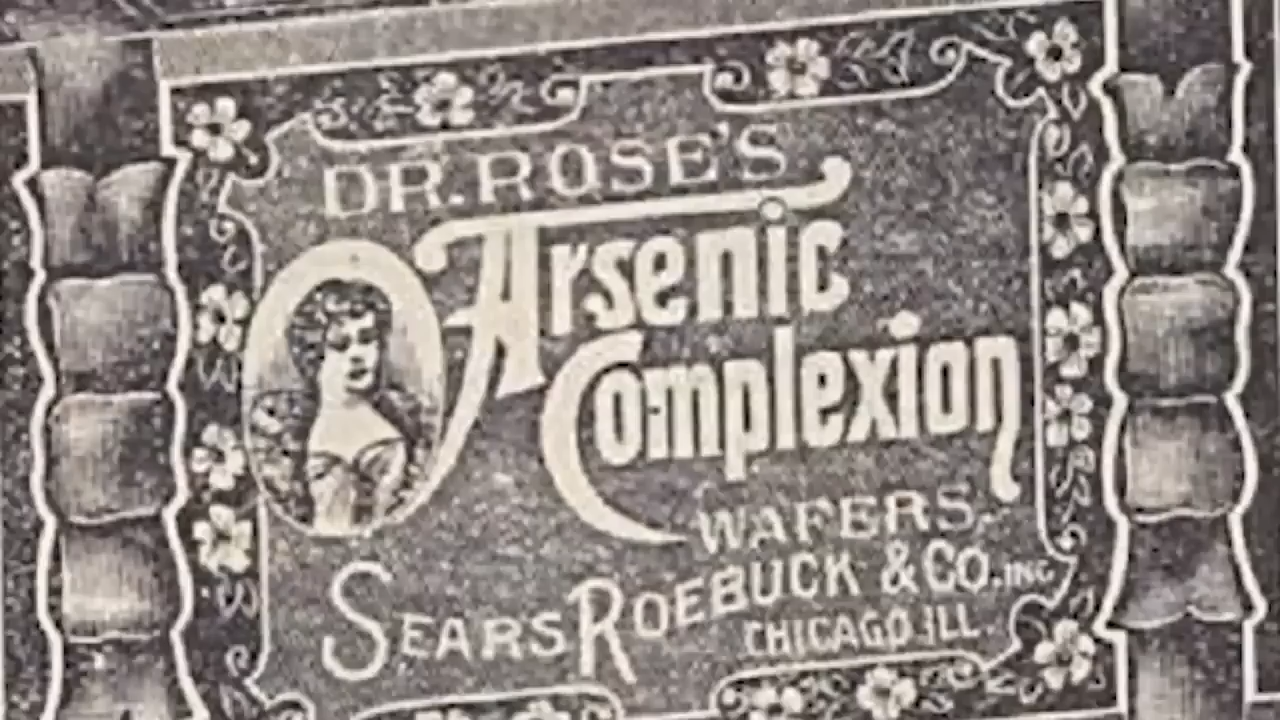 DR. ROSE'S
Arsenic
Complexion
WAFERS.
SEARS ROEBUCK & CO. INC
CHICAGO. ILL.